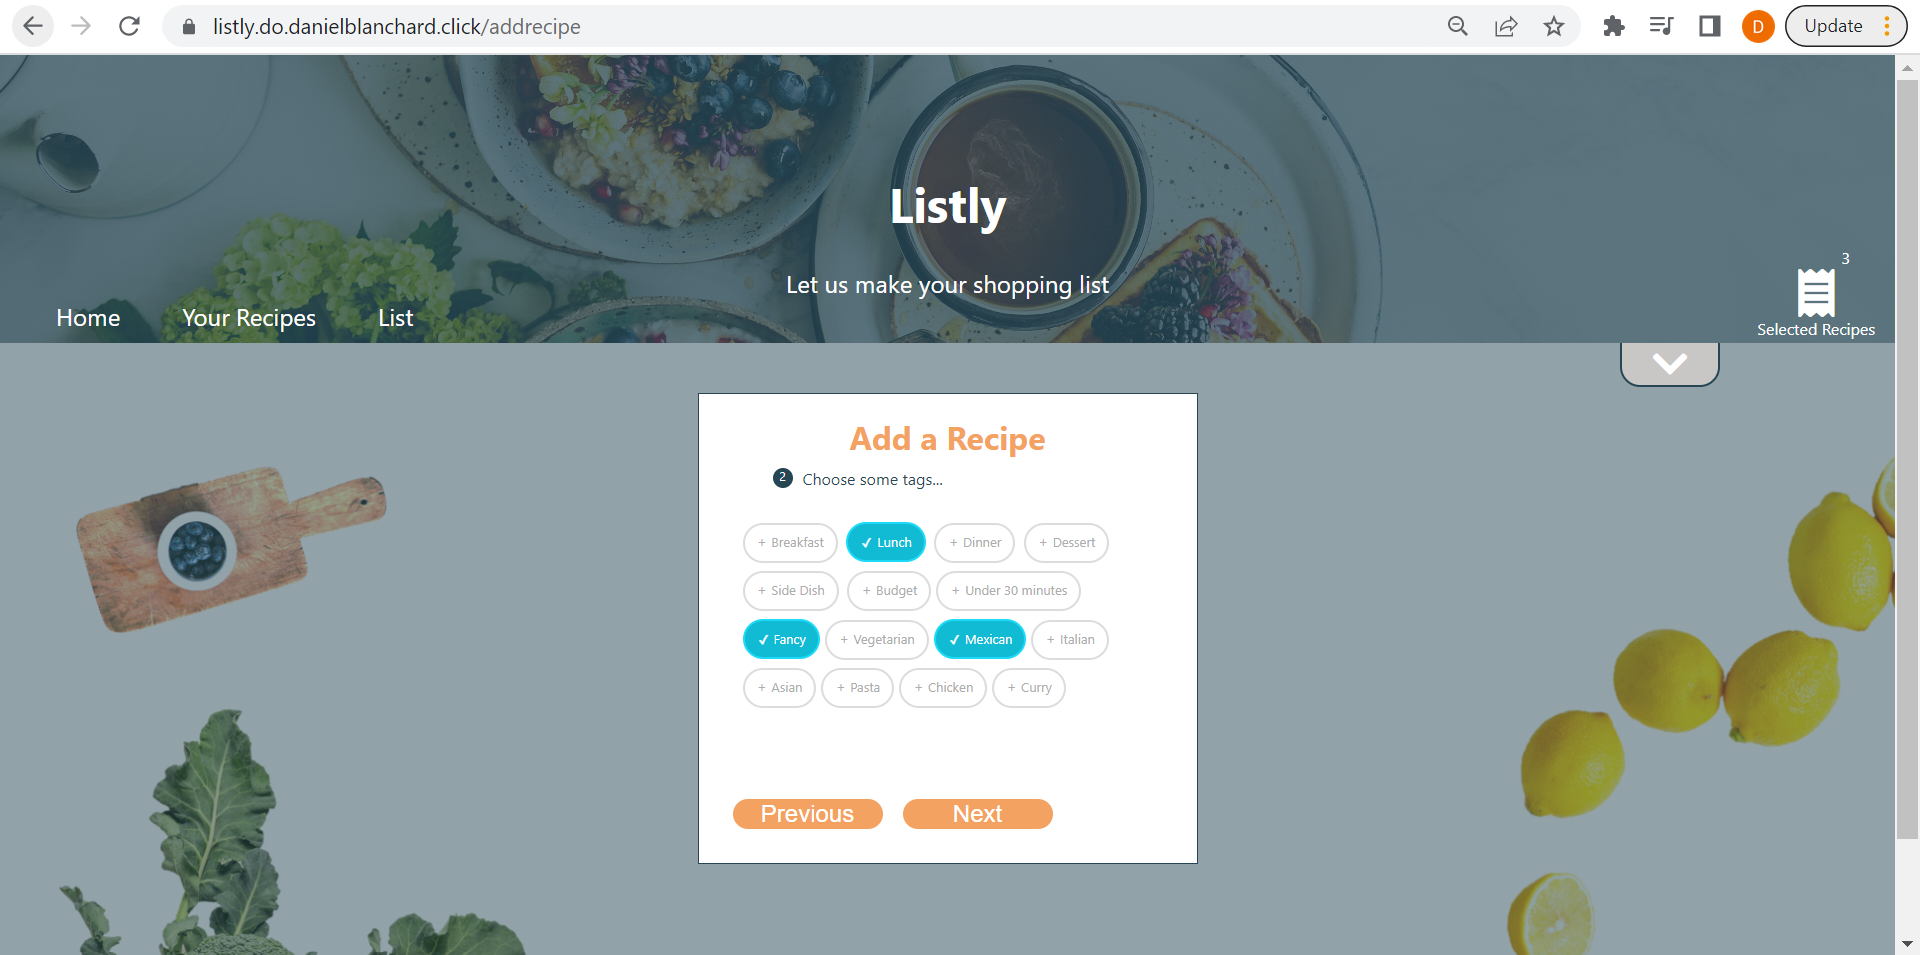 listly.do.danielblanchard.click/addrecipe
D
Update
Listly
Let us make your shopping list
Home
Your Recipes
List
3
Selected Recipes
Add a Recipe
2 Choose some tags...
+ Breakfast ✓ Lunch + Dinner + Dessert
+ Side Dish + Budget + Under 30 minutes
✓ Fancy + Vegetarian ✓ Mexican + Italian
+ Asian + Pasta + Chicken + Curry
Previous Next